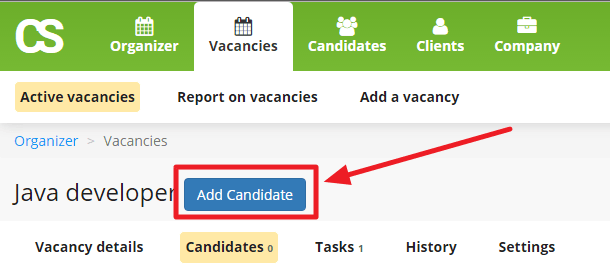 CS
Organizer Vacancies Candidates Clients Company
Active vacancies Report on vacancies Add a vacancy
Organizer > Vacancies
Java developer Add Candidate
Vacancy details Candidates 0 Tasks 1 History Settings